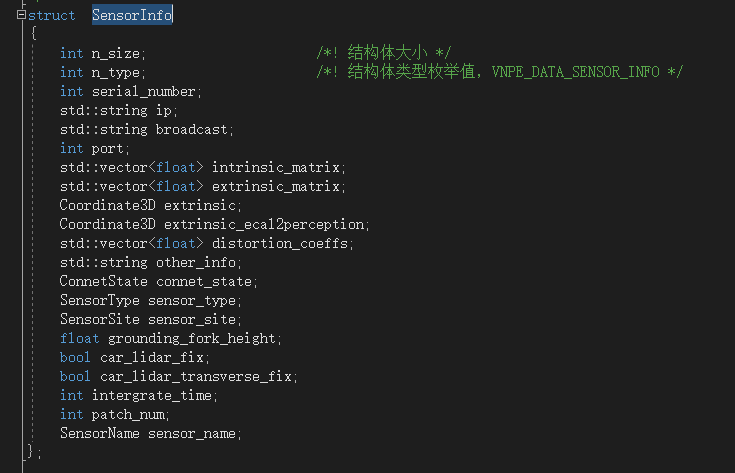 struct SensorInfo
{
int n_size; /*! 结构体大小 */
int n_type; /*! 结构体类型枚举值, VNPE_DATA_SENSOR_INFO */
int serial_number;
std::string ip;
std::string broadcast;
int port;
std::vector<float> intrinsic_matrix;
std::vector<float> extrinsic_matrix;
Coordinate3D extrinsic;
Coordinate3D extrinsic_ecal2perception;
std::vector<float> distortion_coeffs;
std::string other_info;
ConnetState connet_state;
SensorType sensor_type;
SensorSite sensor_site;
float grounding_fork_height;
bool car_lidar_fix;
bool car_lidar_transverse_fix;
int intergrate_time;
int patch_num;
SensorName sensor_name;
};